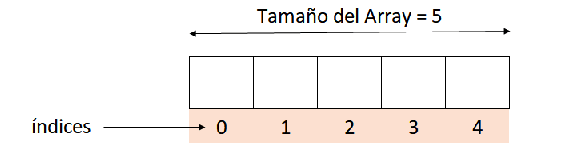 Tamaño del Array = 5
índices 0 1 2 3 4